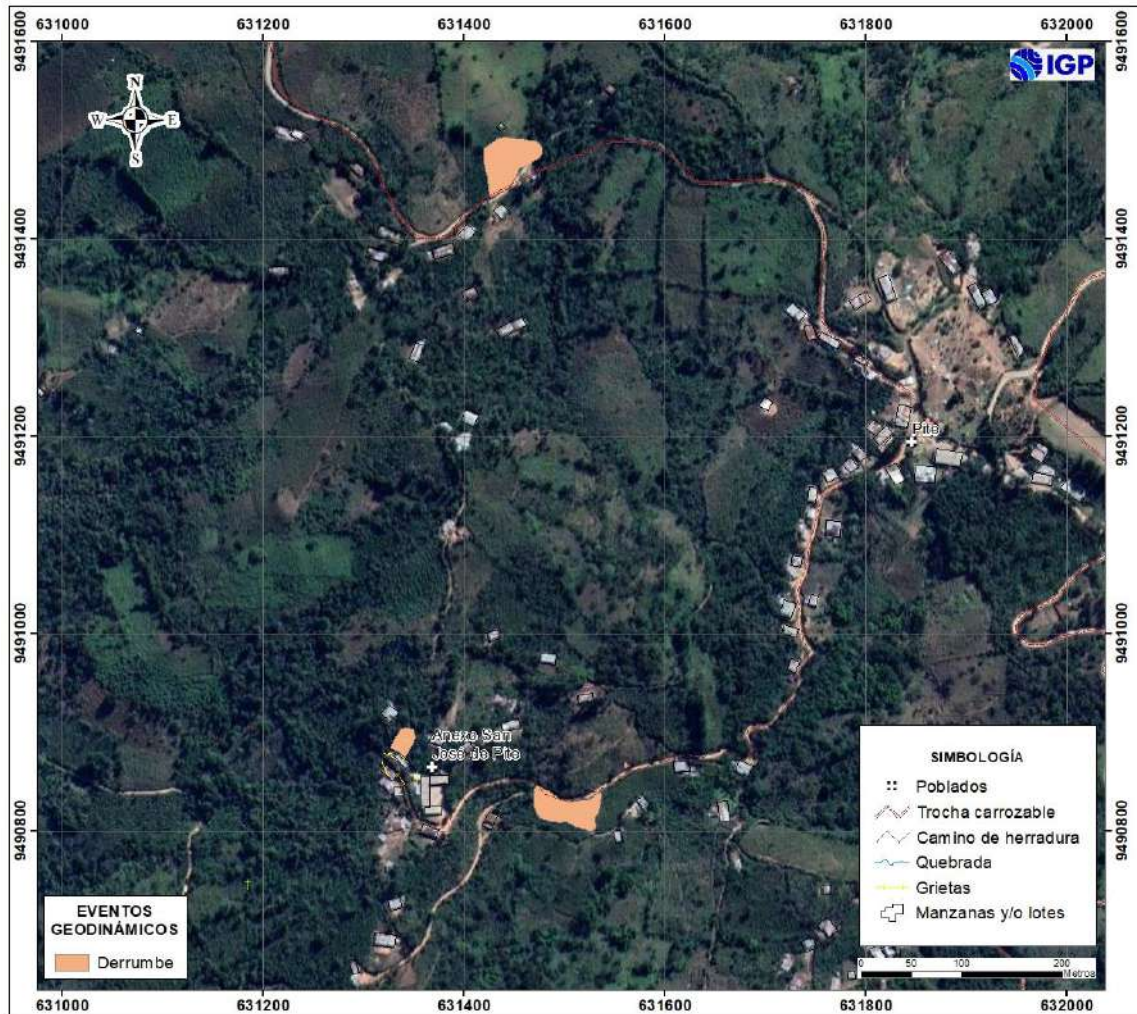 631000 631200 631400 631600 631800 632000
9491600 9491600
IGP
N
W E
S
9491400 9491400
9491200 9491200
Pite
9491000 9491000
Anexo San
José de Pite
9490800 9490800
SIMBOLOGÍA
Poblados
Trocha carrozable
Camino de herradura
Quebrada
Grietas
Manzanas y/o lotes
EVENTOS
GEODINÁMICOS
Derrumbe
0 50 100 200
Metros
631000 631200 631400 631600 631800 632000